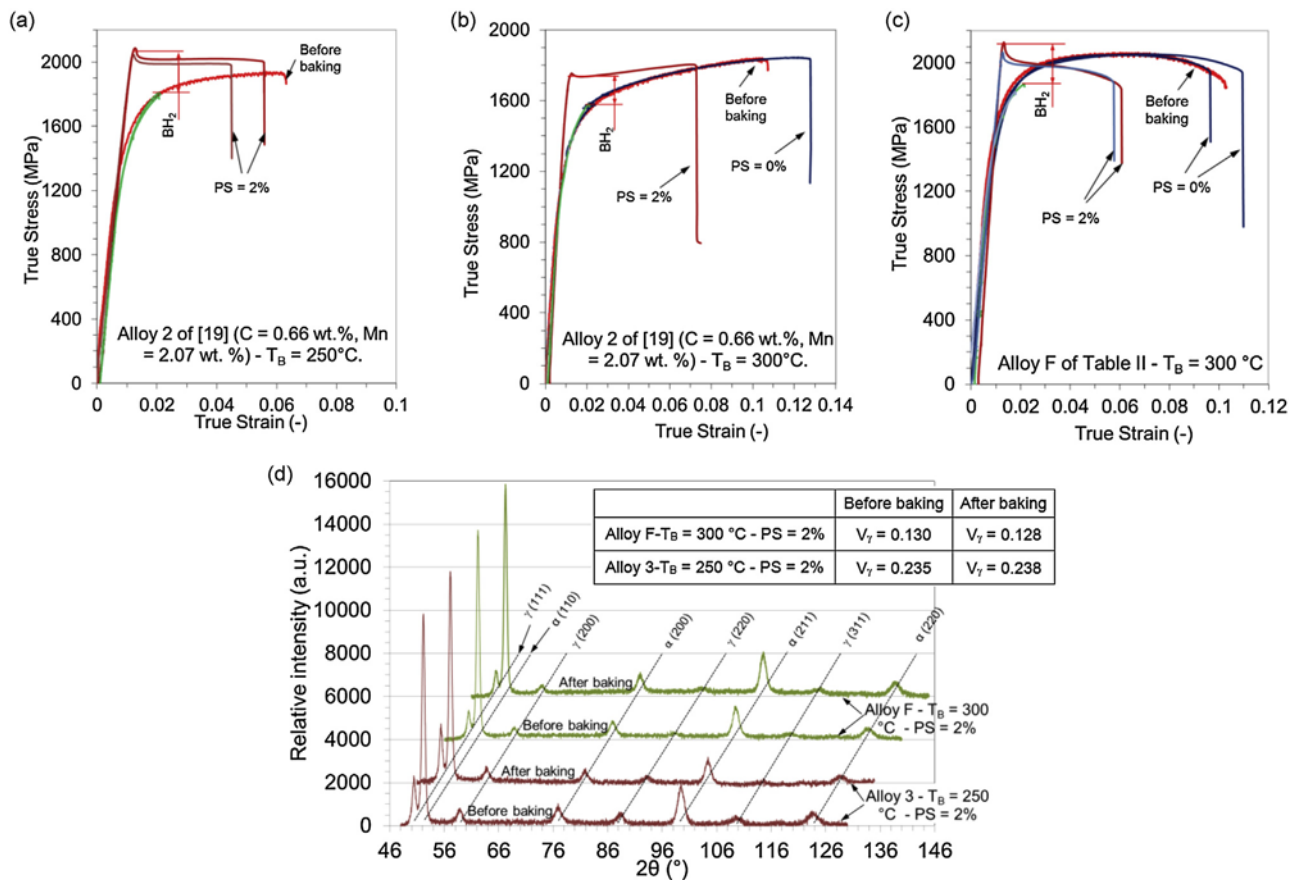 (a)
2000
1600
1200
800
400
0
True Stress (MPa)
Before
baking
BH2
PS = 2%
Alloy 2 of [19] (C = 0.66 wt.%, Mn
= 2.07 wt. %) - TB = 250°C.
0 0.02 0.04 0.06 0.08 0.1
True Strain (-)
(b)
2000
1600
1200
800
400
0
True Stress (MPa)
BH2
Before
baking
PS = 0%
PS = 2%
Alloy 2 of [19] (C = 0.66 wt.%, Mn
= 2.07 wt. %) - TB = 300°C.
0 0.02 0.04 0.06 0.08 0.1 0.12 0.14
True Strain (-)
(c)
2000
1600
1200
800
400
0
True Stress (MPa)
BH2
Before
baking
PS = 0%
PS = 2%
Alloy F of Table II - TB = 300 °C
0 0.02 0.04 0.06 0.08 0.1 0.12
True Strain (-)
(d)
16000
14000
12000
10000
8000
6000
4000
2000
0
Relative intensity (a.u.)
Before baking After baking
Alloy F-TB = 300 °C - PS = 2% Vγ = 0.130 Vγ = 0.128
Alloy 3-TB = 250 °C - PS = 2% Vγ = 0.235 Vγ = 0.238
γ (111)
α (110)
γ (200)
α (200)
γ (220)
α (211)
γ (311)
α (220)
After baking
Before baking
Alloy F - TB = 300
°C - PS = 2%
After baking
Before baking
Alloy 3 - TB = 250
°C - PS = 2%
46 56 66 76 86 96 106 116 126 136 146
2θ (°)